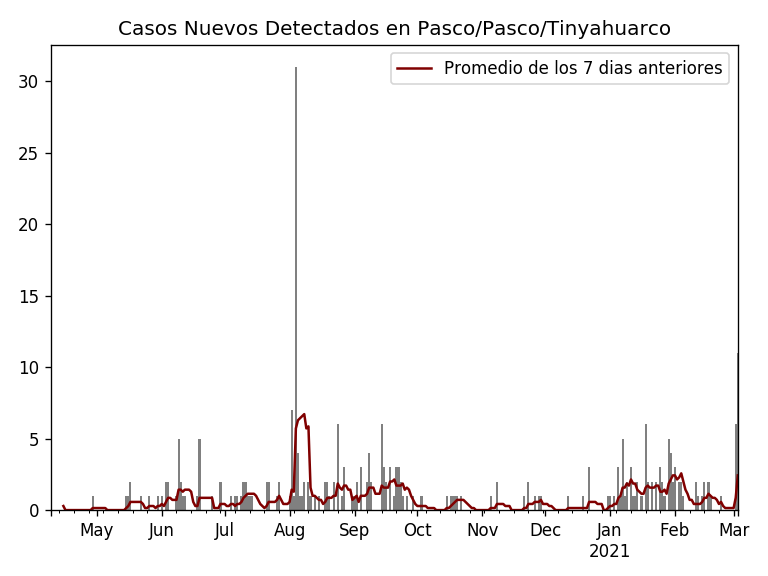 Casos Nuevos Detectados en Pasco/Pasco/Tinyahuarco
Promedio de los 7 dias anteriores
30
25
20
15
10
5
0
May Jun Jul Aug Sep Oct Nov Dec Jan Feb Mar
2021